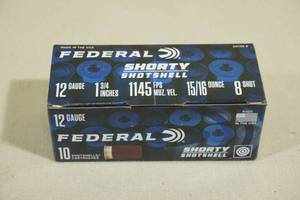 MADE IN THE USA
FEDERAL
SHORTY
SHOTSHELL
12 GAUGE
1 3/4 INCHES
1145 FPS MUZ. VEL.
15/16 OUNCE
8 SHOT
12 GAUGE
FEDERAL
10 SHOTSHELLS
SHORTY
SHOTSHELL